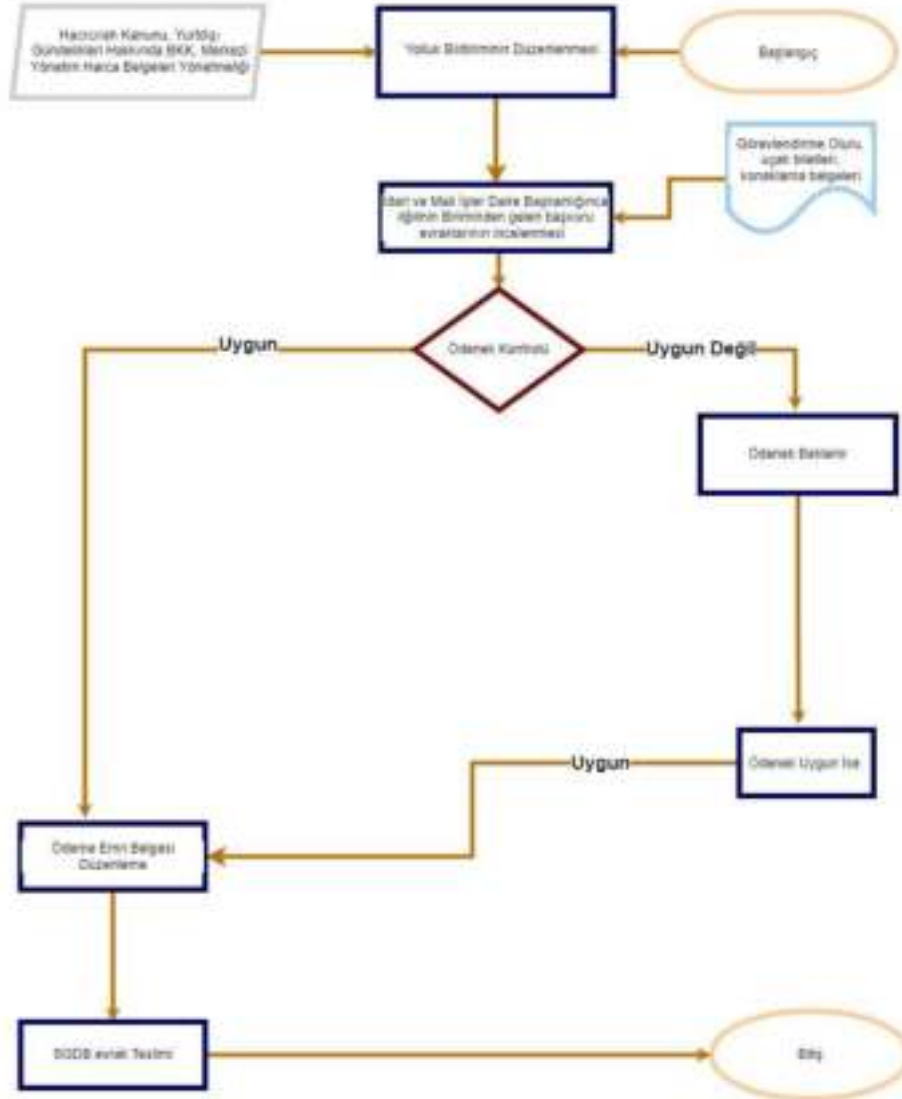 Harcırah Kanunu, Yurtdışı
Gündelikleri Hakkında BKK, Merkezi
Yönetim Harca Belgeleri Yönetmeliği
Yolluk Bildiriminin Düzenlenmesi
Başlangıç
Görevlendirme Oluru,
uçak biletleri,
konaklama belgeleri
İdari ve Mali İşler Daire Başkanlığınca
ilgilinin Biriminden gelen başvuru
evraklarının incelenmesi
Ödenek Kontrolü
Uygun
Uygun Değil
Ödenek Beklenir
Ödenek Uygun İse
Uygun
Ödeme Emri Belgesi
Düzenleme
SGDB evrak Teslimi
Bitiş